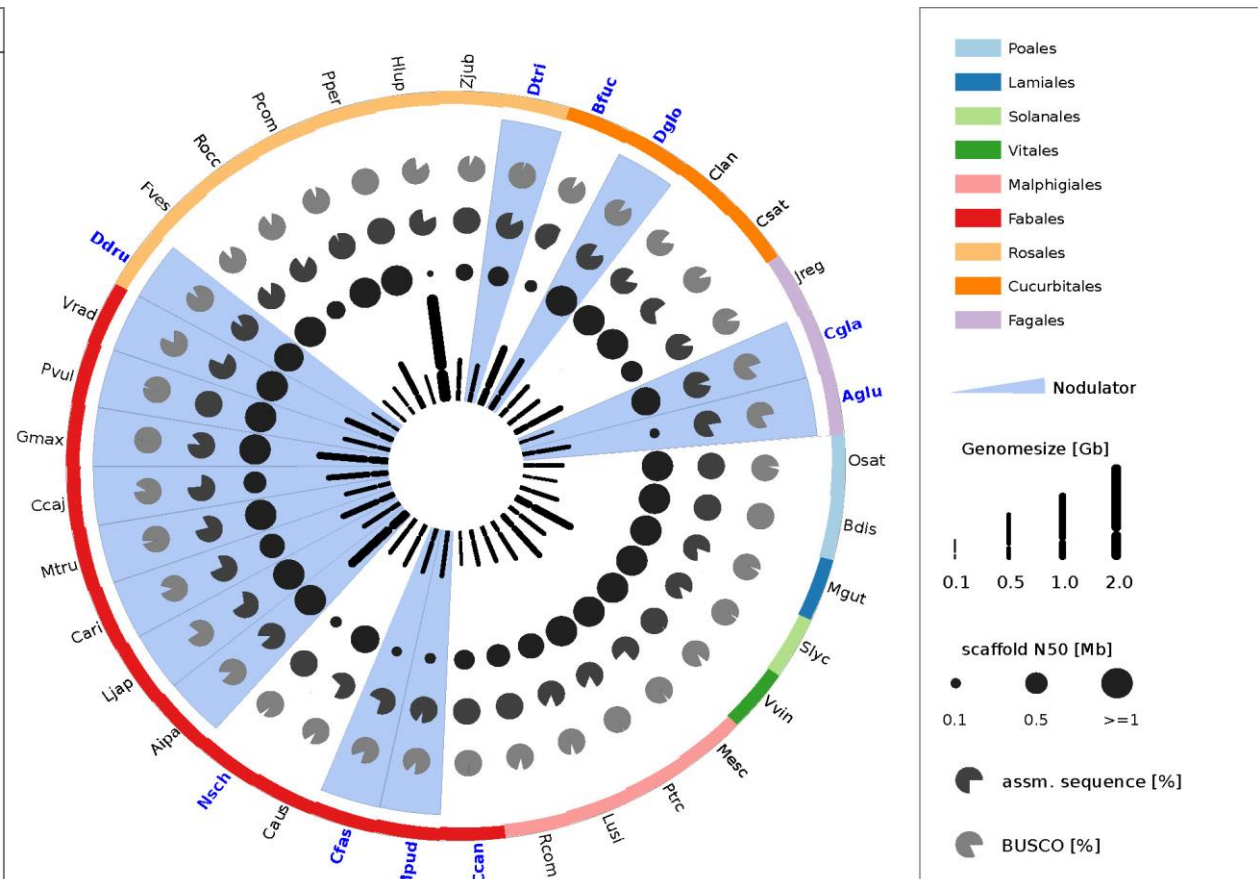 Zjub
Dtri
Bfuc
Dglo
Clan
Csat
Jreg
Cgla
Aglu
Osat
Bdis
Mgut
Slyc
Vvin
Mesc
Ptrc
Lusi
Rcom
Ccan
Mpud
Cfas
Caus
Nsch
Aipa
Ljap
Cari
Mtru
Ccaj
Gmax
Pvul
Vrad
Ddru
Fves
Rocc
Pcom
Pper
Hlup
Poales
Lamiales
Solanales
Vitales
Malphigiales
Fabales
Rosales
Cucurbitales
Fagales
Nodulator
Genomesize [Gb]
0.1 0.5 1.0 2.0
scaffold N50 [Mb]
0.1 0.5 >=1
assm. sequence [%]
BUSCO [%]